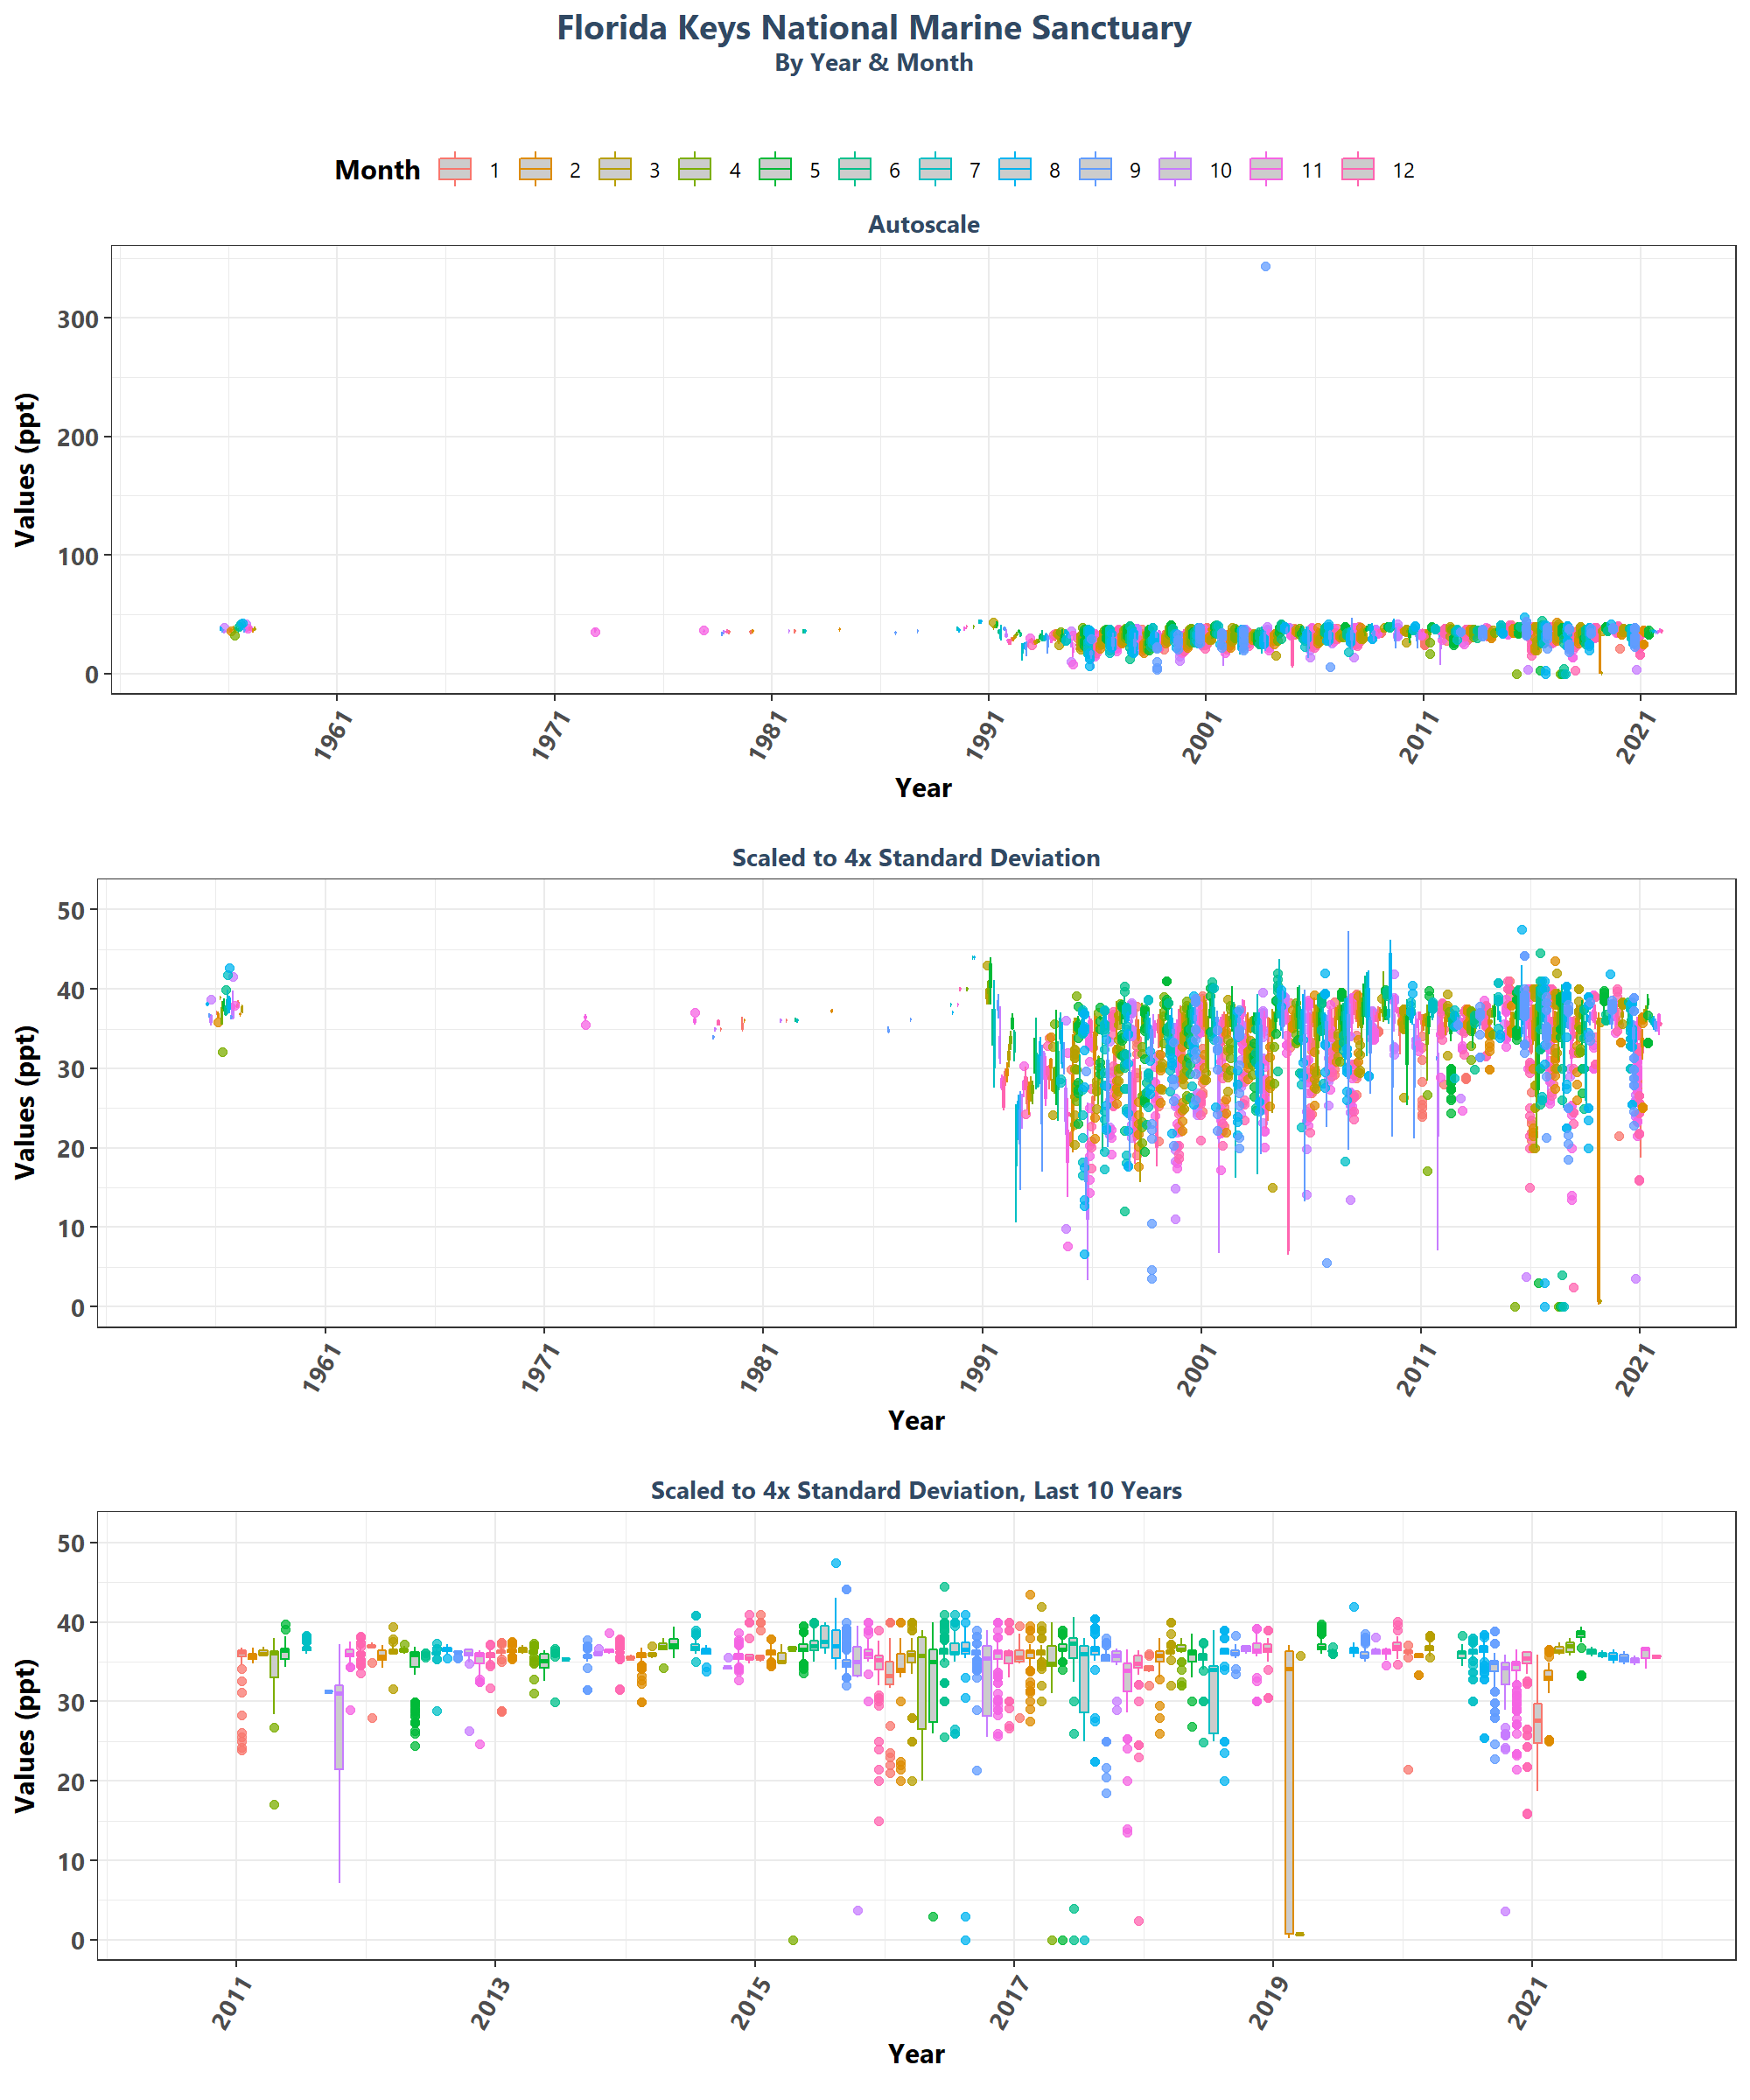 Florida Keys National Marine Sanctuary
By Year & Month
Month 1 2 3 4 5 6 7 8 9 10 11 12
Autoscale
Values (ppt)
300
200
100
0
1961 1971 1981 1991 2001 2011 2021
Year
Scaled to 4x Standard Deviation
Values (ppt)
50
40
30
20
10
0
1961 1971 1981 1991 2001 2011 2021
Year
Scaled to 4x Standard Deviation, Last 10 Years
Values (ppt)
50
40
30
20
10
0
2011 2013 2015 2017 2019 2021
Year